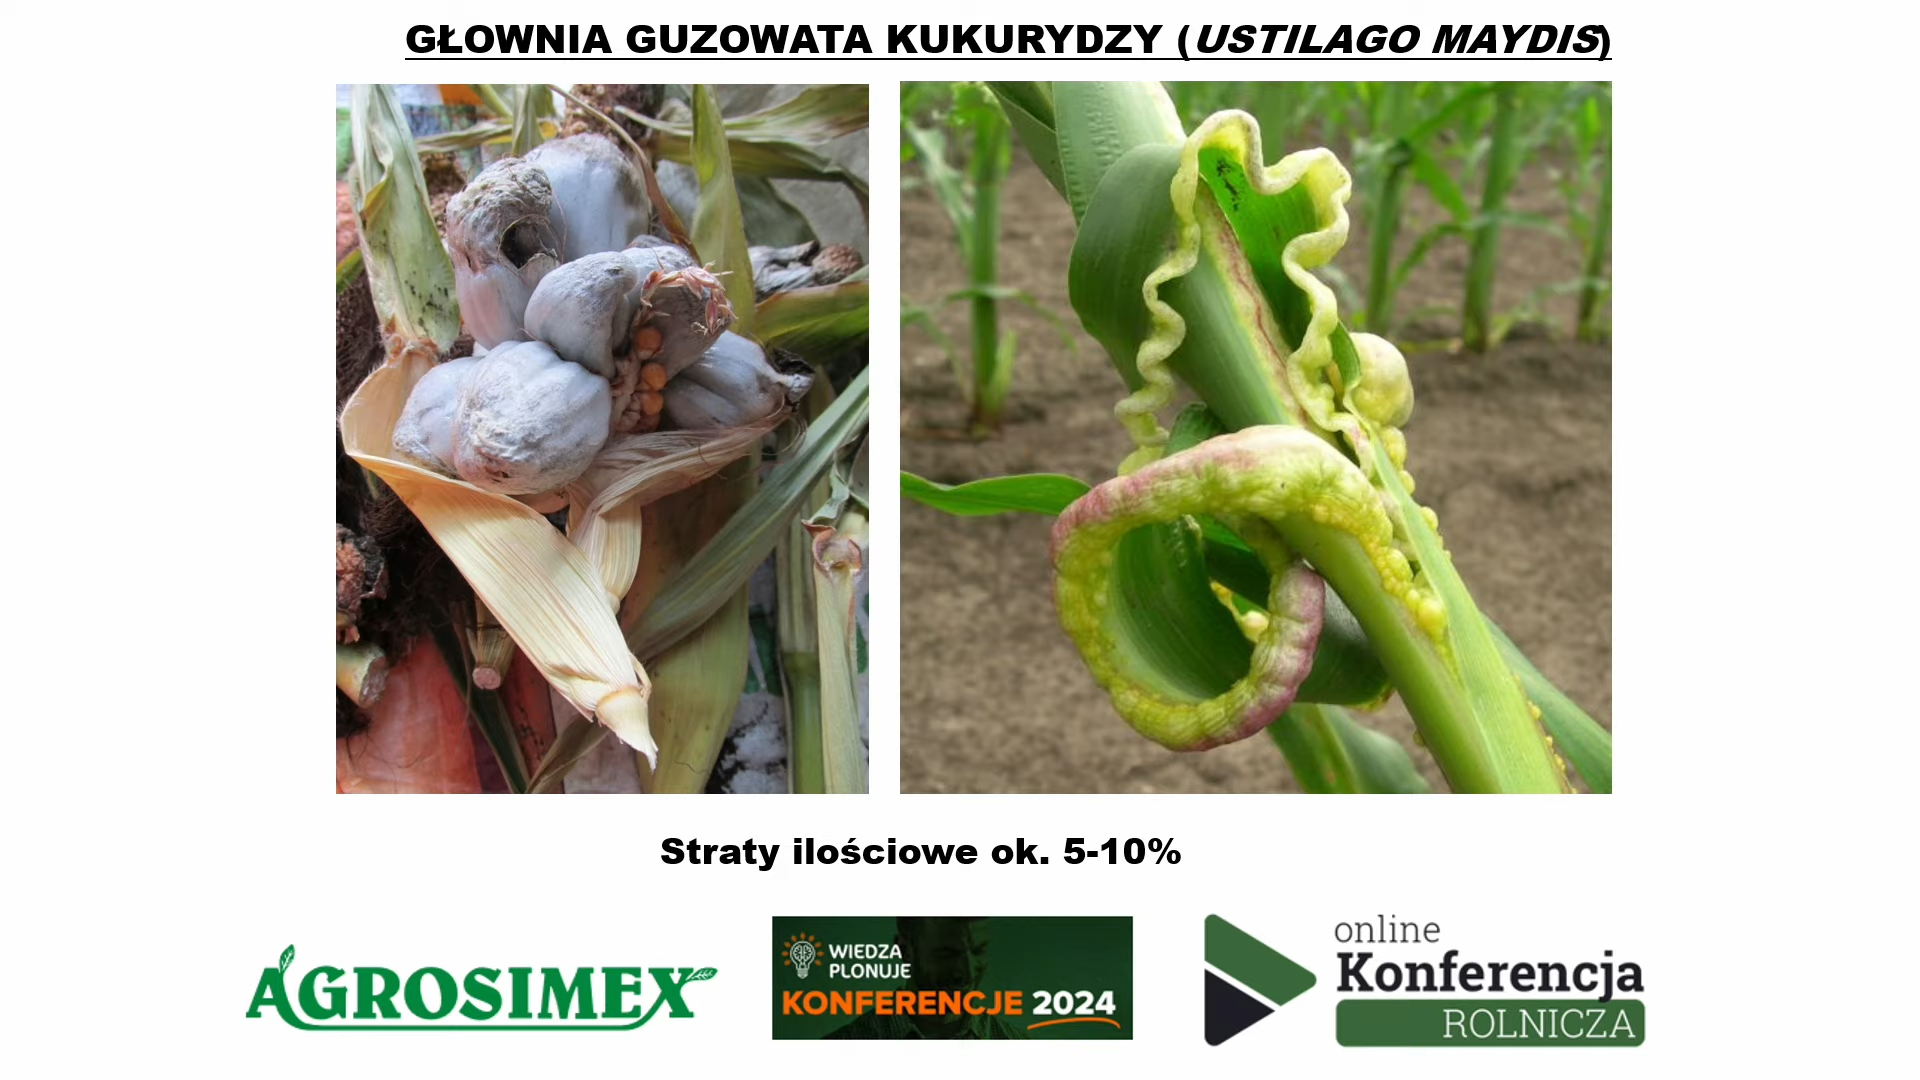 GŁOWNIA GUZOWATA KUKURYDZY (USTILAGO MAYDIS)
Straty ilościowe ok. 5-10%
AGROSIMEX
WIEDZA
PLONUJE
KONFERENCJE 2024
online
Konferencja
ROLNICZA